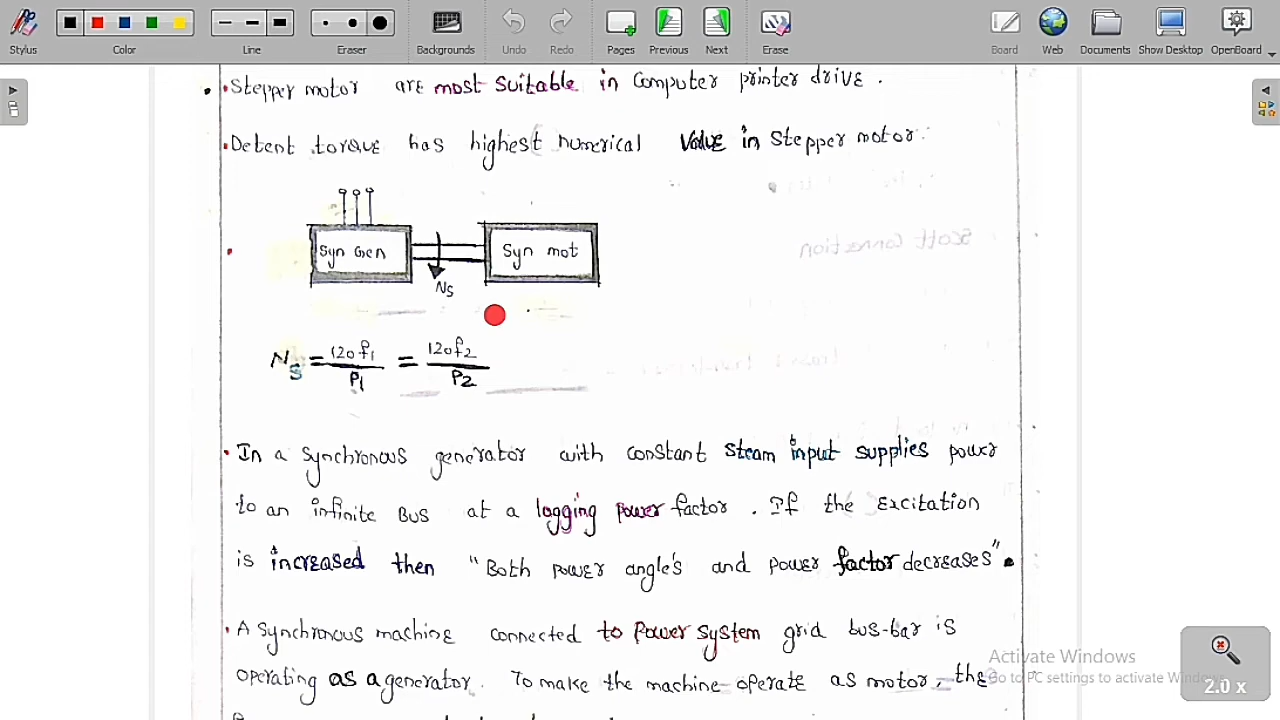 Stylus
Color
Line
Eraser
Backgrounds
Undo
Redo
Pages
Previous
Next
Erase
Board
Web
Documents
Show Desktop
OpenBoard
• Stepper motor are most suitable in Computer printer drive.
• Detent torque has highest numerical Value in Stepper motor.
Syn Gen
Syn mot
Ns
Scott Connection
Ns = 120f1/P1 = 120f2/P2
• In a Synchronous generator with constant steam input supplies power
to an infinite Bus at a lagging power factor. If the Excitation
is increased then "Both power angle's and power factor decreases".
• A synchronous machine connected to power system grid bus-bar is
operating as a generator. To make the machine operate as motor, the
Activate Windows
Go to PC settings to activate Windows.
2.0 x